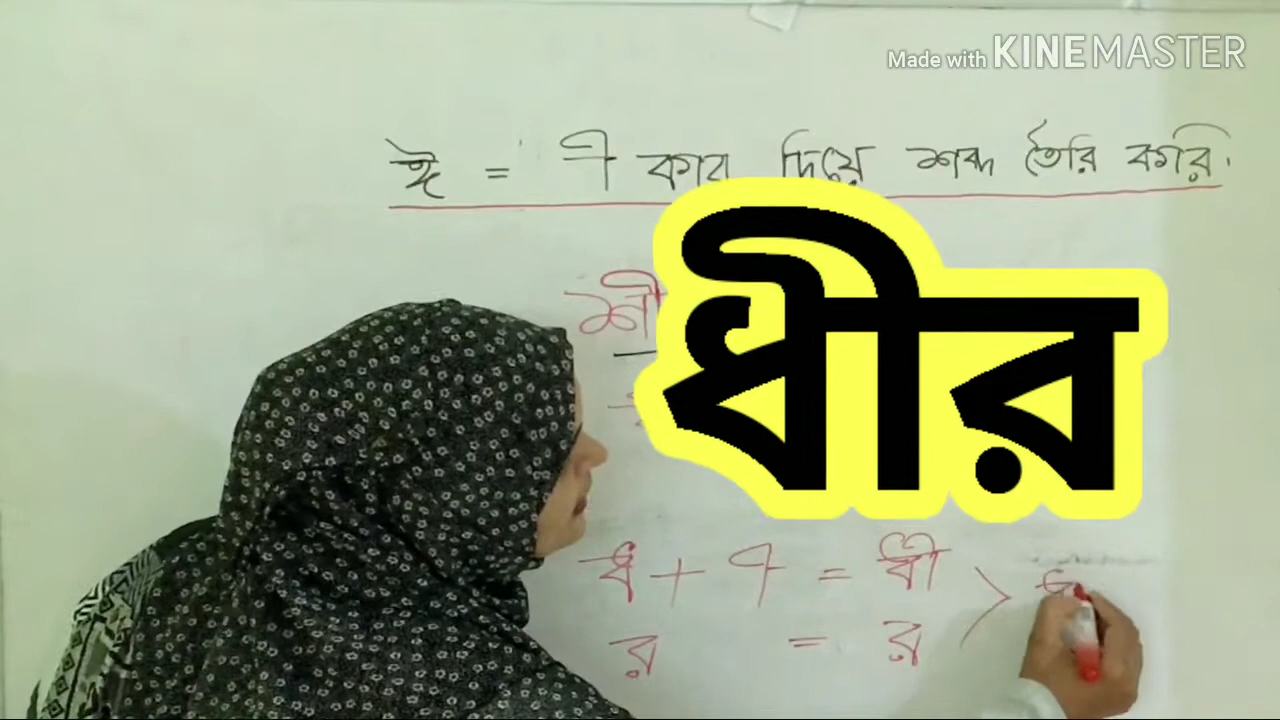 Made with KINEMASTER
ঈ = ী কার দিয়ে শব্দ তৈরি করি।
শী
ধীর
ধ + ী = ধী >
র = র